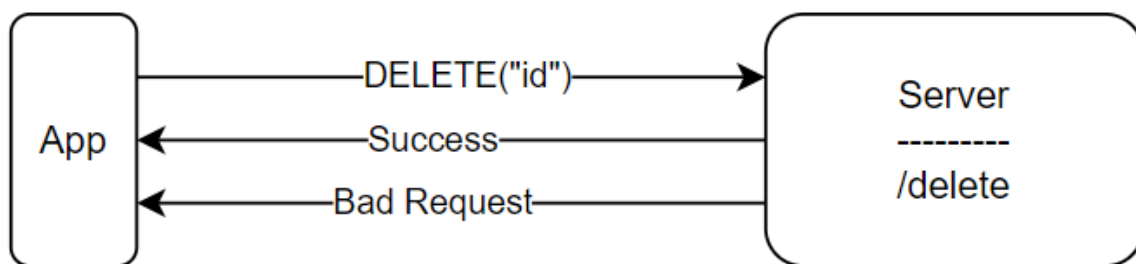 App
DELETE("id")
Success
Bad Request
Server
---------
/delete